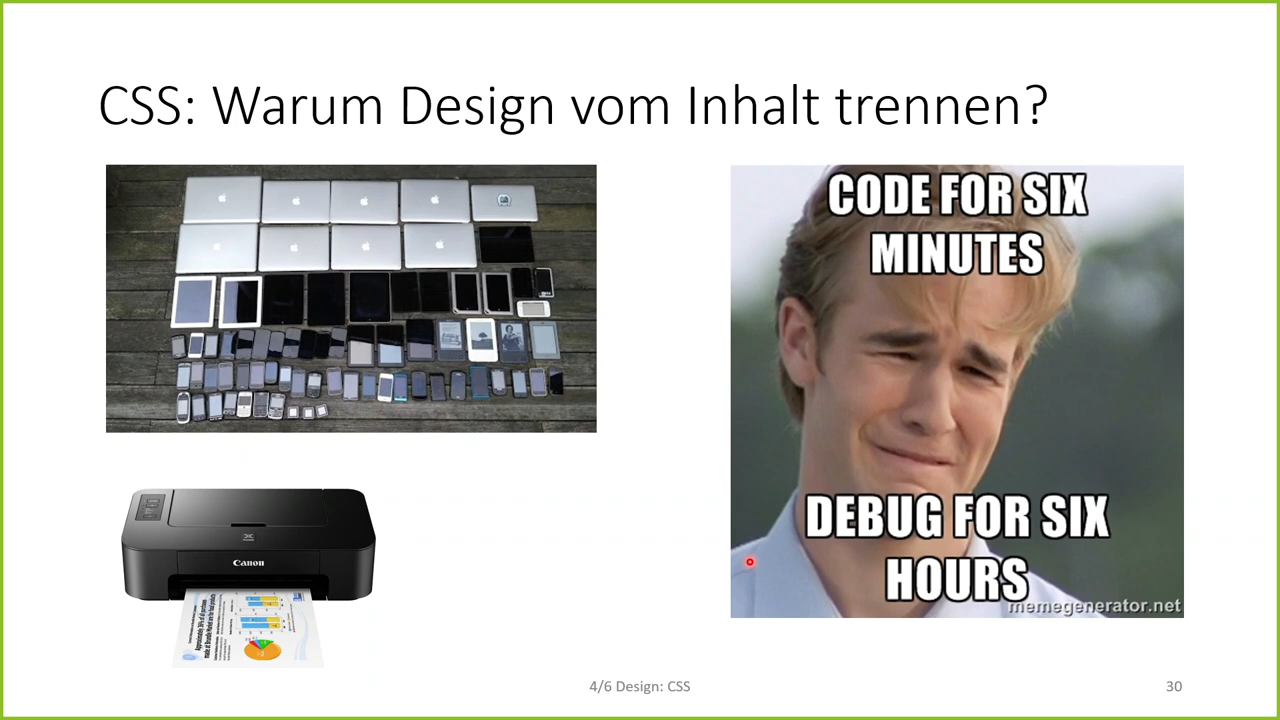 CSS: Warum Design vom Inhalt trennen?
CODE FOR SIX
MINUTES
DEBUG FOR SIX
HOURS
memegenerator.net
Canon
4/6 Design: CSS
30